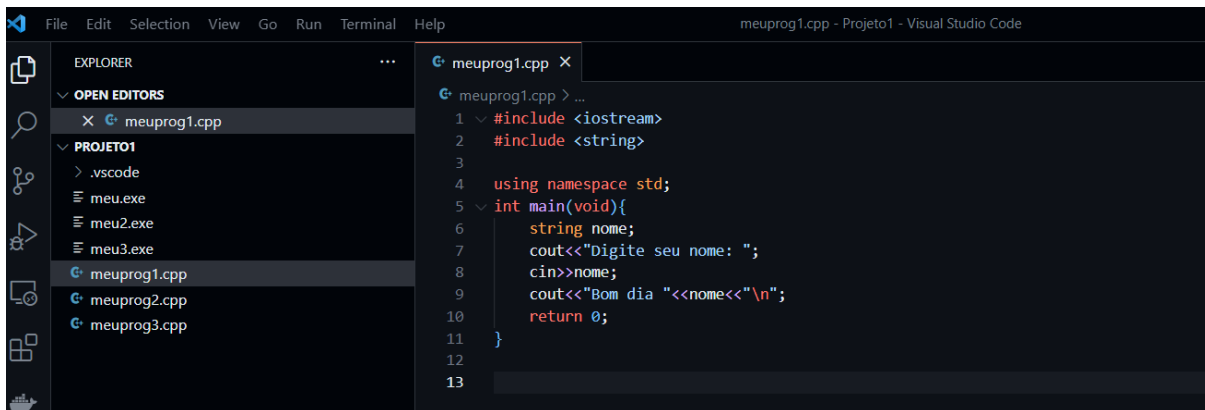 File Edit Selection View Go Run Terminal Help meuprog1.cpp - Projeto1 - Visual Studio Code
EXPLORER ...
OPEN EDITORS
meuprog1.cpp
PROJETO1
.vscode
meu.exe
meu2.exe
meu3.exe
meuprog1.cpp
meuprog2.cpp
meuprog3.cpp
meuprog1.cpp
meuprog1.cpp > ...
1 #include <iostream>
2 #include <string>
3
4 using namespace std;
5 int main(void){
6 string nome;
7 cout<<"Digite seu nome: ";
8 cin>>nome;
9 cout<<"Bom dia "<<nome<<"\n";
10 return 0;
11 }
12
13